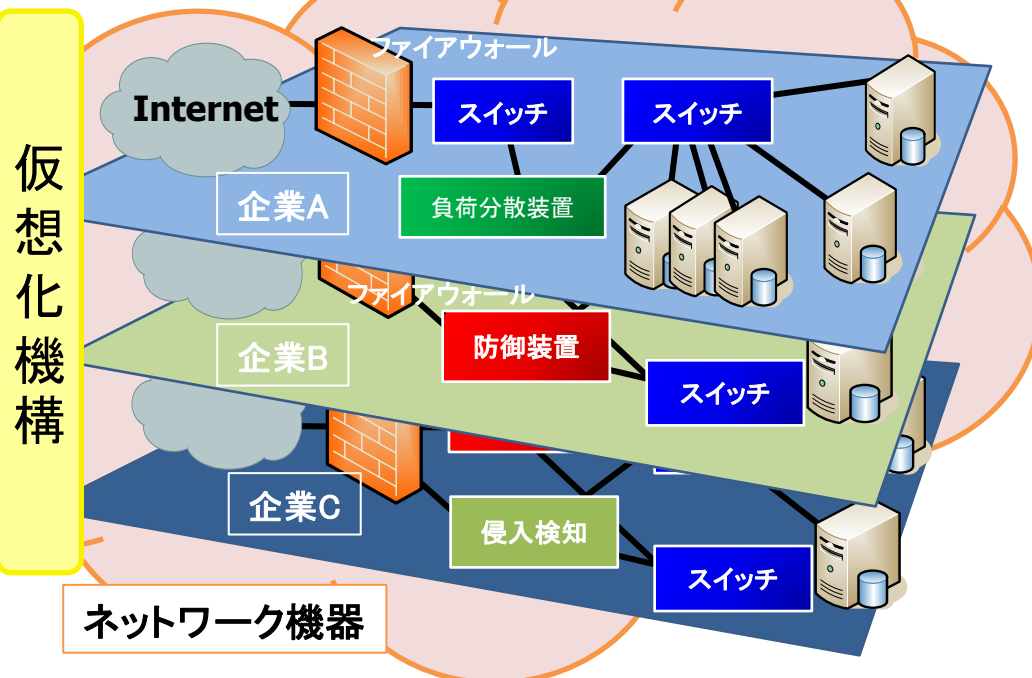 仮想化機構
ファイアウォール
Internet
スイッチ
スイッチ
企業A
負荷分散装置
ファイアウォール
企業B
防御装置
スイッチ
企業C
侵入検知
スイッチ
ネットワーク機器